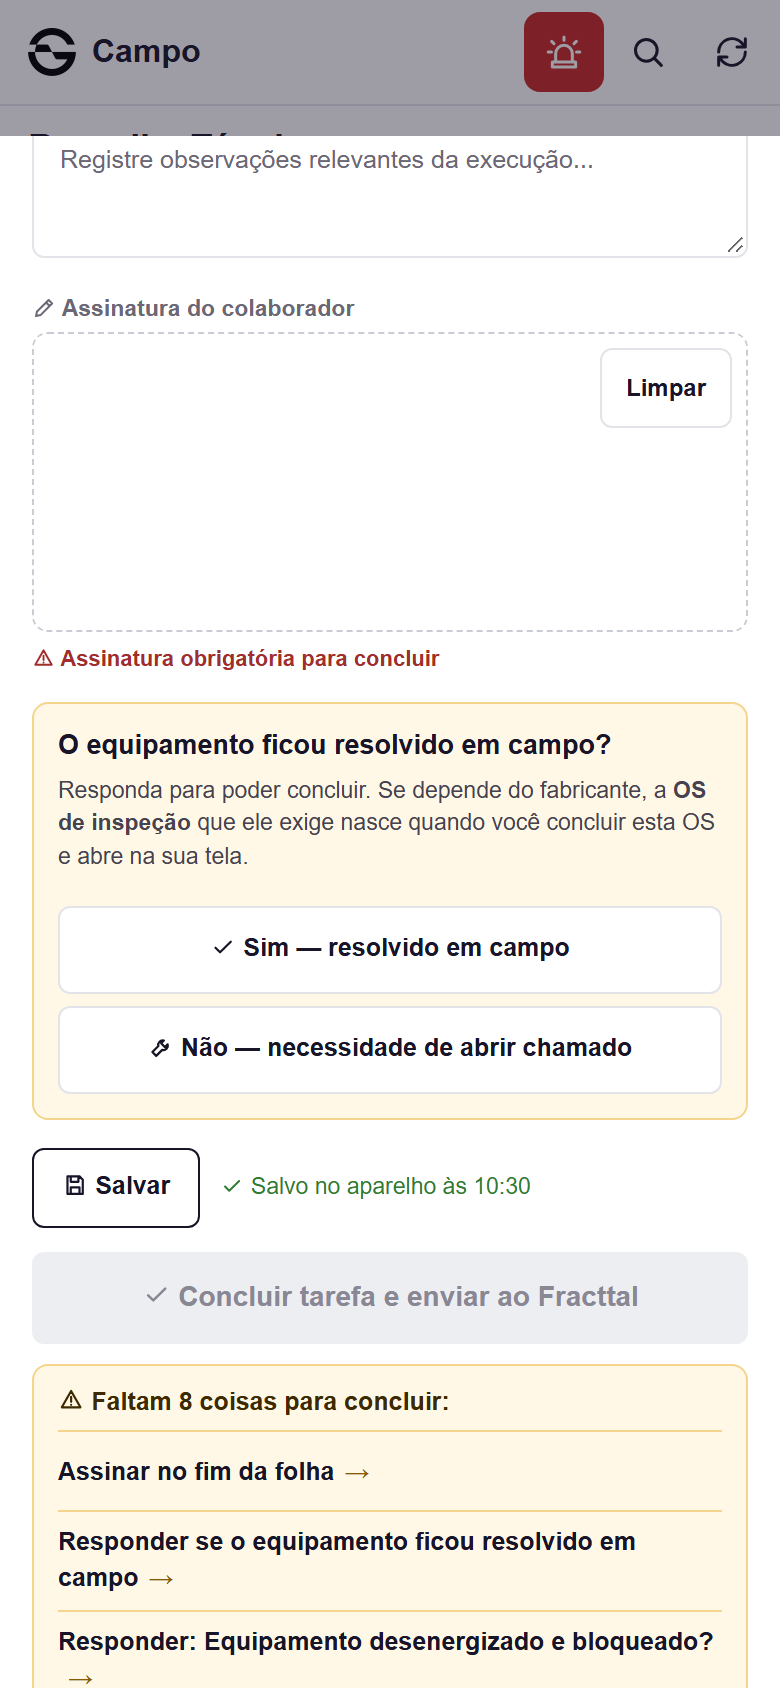 Campo
Registre observações relevantes da execução...
Assinatura do colaborador
Limpar
Assinatura obrigatória para concluir
O equipamento ficou resolvido em campo?
Responda para poder concluir. Se depende do fabricante, a OS
de inspeção que ele exige nasce quando você concluir esta OS
e abre na sua tela.
Sim — resolvido em campo
Não — necessidade de abrir chamado
Salvar
Salvo no aparelho às 10:30
Concluir tarefa e enviar ao Fracttal
Faltam 8 coisas para concluir:
Assinar no fim da folha →
Responder se o equipamento ficou resolvido em
campo →
Responder: Equipamento desenergizado e bloqueado?
→